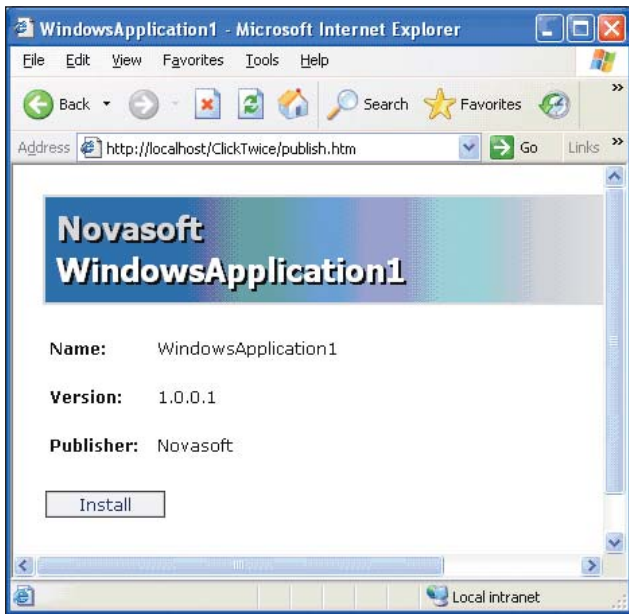 WindowsApplication1 - Microsoft Internet Explorer
File Edit View Favorites Tools Help
Back Search Favorites »
Address http://localhost/ClickTwice/publish.htm Go Links »
Novasoft
WindowsApplication1
Name: WindowsApplication1
Version: 1.0.0.1
Publisher: Novasoft
Install
Local intranet